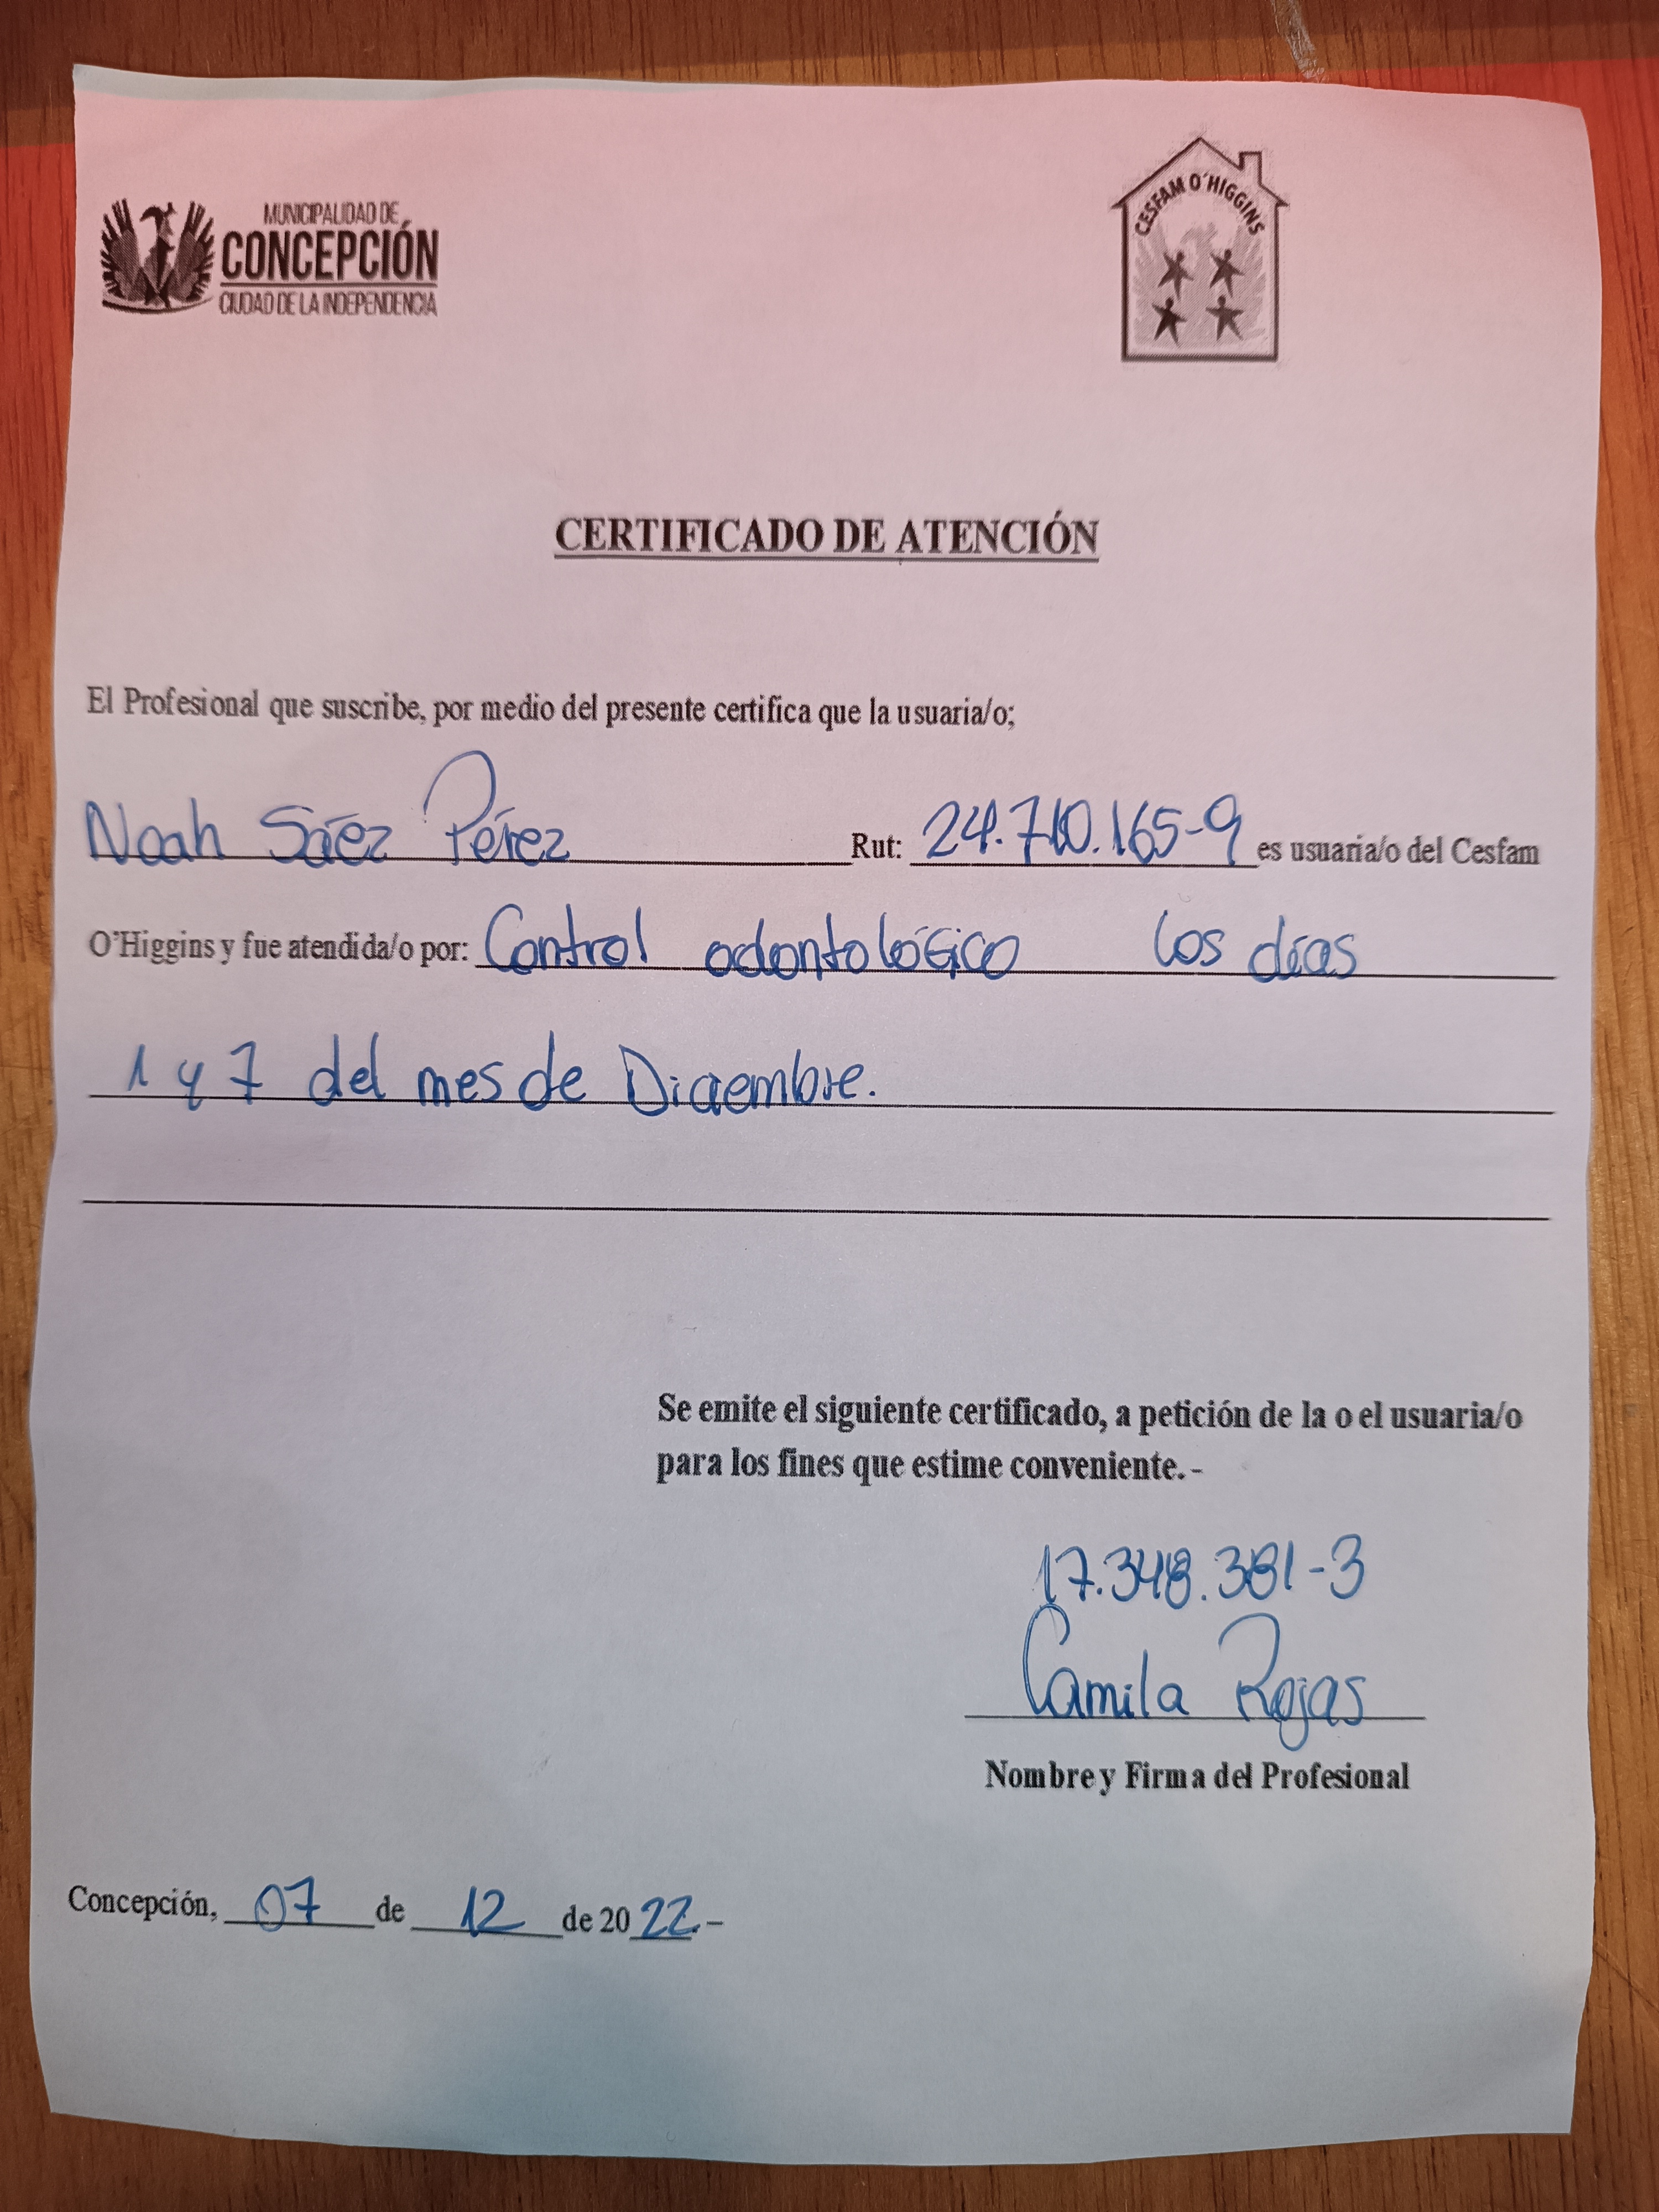 MUNICIPALIDAD DE
CONCEPCIÓN
CIUDAD DE LA INDEPENDENCIA
CESFAM O´HIGGINS
CERTIFICADO DE ATENCIÓN
El Profesional que suscribe, por medio del presente certifica que la usuaria/o;
Noah Sáez Pérez Rut: 24.710.165-9 es usuaria/o del Cesfam
O'Higgins y fue atendida/o por: Control odontológico los días
1 y 7 del mes de Diciembre.
Se emite el siguiente certificado, a petición de la o el usuaria/o
para los fines que estime conveniente.-
17.348.381-3
Camila Rojas
Nombre y Firma del Profesional
Concepción, 07 de 12 de 20 22.-